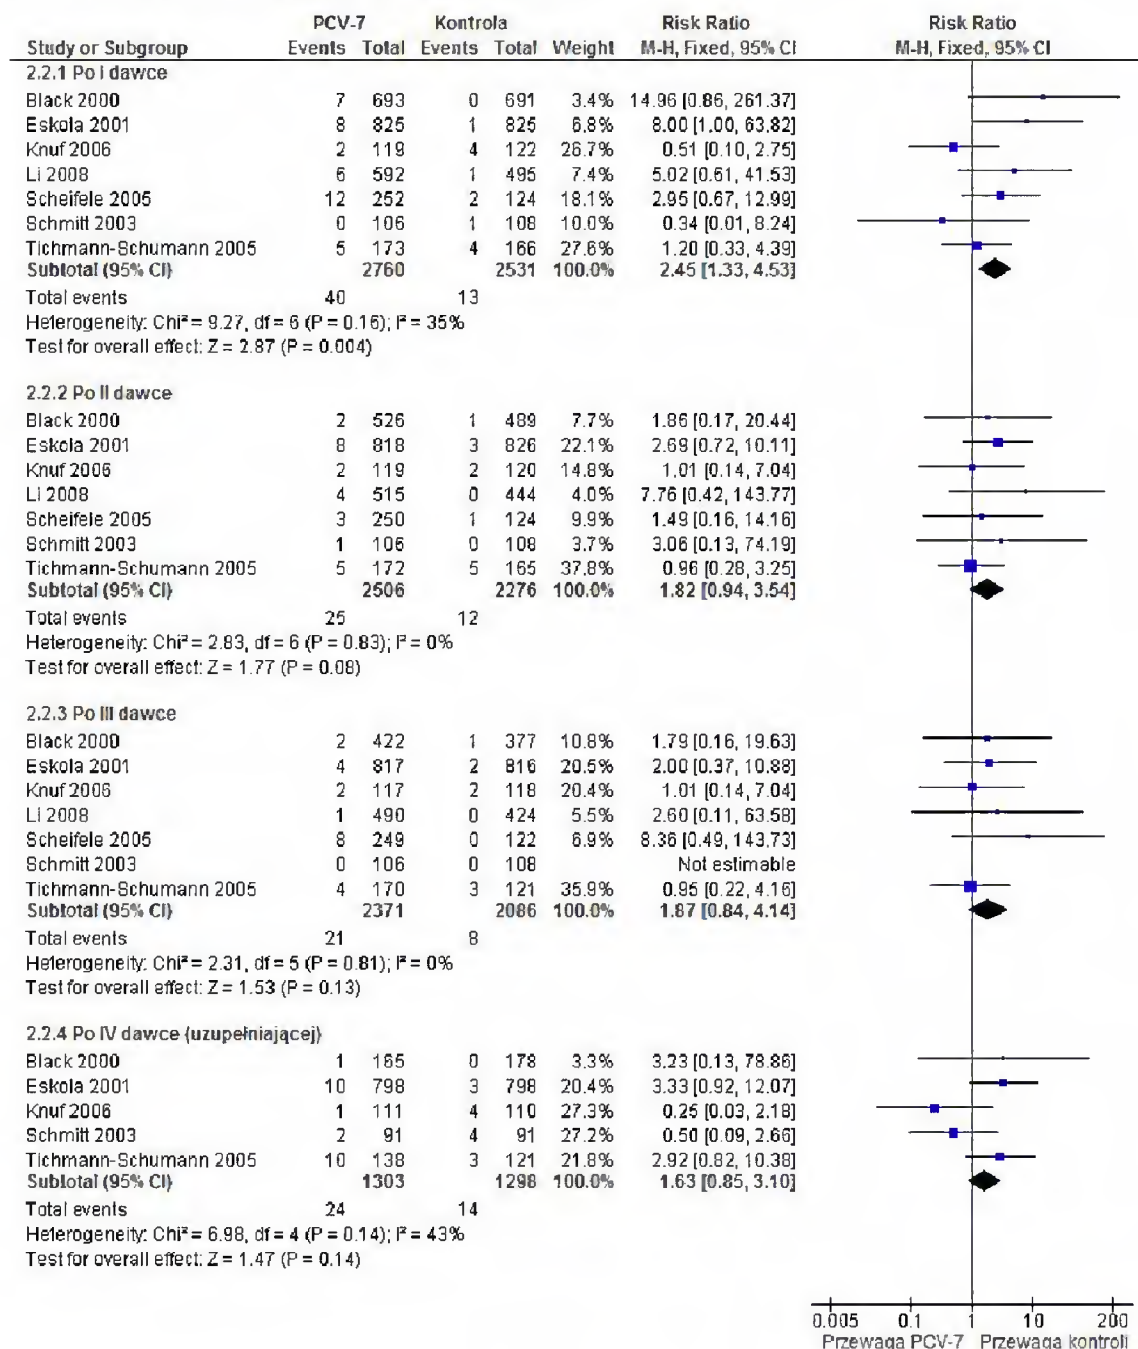 PCV-7 Kontrola Risk Ratio Risk Ratio
Study or Subgroup Events Total Events Total Weight M-H, Fixed, 95% CI M-H, Fixed, 95% CI
2.2.1 Po I dawce
Black 2000 7 693 0 691 3.4% 14.96 [0.86, 261.37]
Eskola 2001 8 825 1 825 6.8% 8.00 [1.00, 63.82]
Knuf 2006 2 119 4 122 26.7% 0.51 [0.10, 2.75]
Li 2008 6 592 1 495 7.4% 5.02 [0.61, 41.53]
Scheifele 2005 12 252 2 124 18.1% 2.95 [0.67, 12.99]
Schmitt 2003 0 106 1 108 10.0% 0.34 [0.01, 8.24]
Tichmann-Schumann 2005 5 173 4 166 27.6% 1.20 [0.33, 4.39]
Subtotal (95% CI) 2760 2531 100.0% 2.45 [1.33, 4.53]
Total events 40 13
Heterogeneity: Chi² = 9.27, df = 6 (P = 0.16); I² = 35%
Test for overall effect: Z = 2.87 (P = 0.004)
2.2.2 Po II dawce
Black 2000 2 526 1 489 7.7% 1.86 [0.17, 20.44]
Eskola 2001 8 818 3 826 22.1% 2.69 [0.72, 10.11]
Knuf 2006 2 119 2 120 14.8% 1.01 [0.14, 7.04]
Li 2008 4 515 0 444 4.0% 7.76 [0.42, 143.77]
Scheifele 2005 3 250 1 124 9.9% 1.49 [0.16, 14.16]
Schmitt 2003 1 106 0 108 3.7% 3.06 [0.13, 74.19]
Tichmann-Schumann 2005 5 172 5 165 37.8% 0.96 [0.28, 3.25]
Subtotal (95% CI) 2506 2276 100.0% 1.82 [0.94, 3.54]
Total events 25 12
Heterogeneity: Chi² = 2.83, df = 6 (P = 0.83); I² = 0%
Test for overall effect: Z = 1.77 (P = 0.08)
2.2.3 Po III dawce
Black 2000 2 422 1 377 10.8% 1.79 [0.16, 19.63]
Eskola 2001 4 817 2 816 20.5% 2.00 [0.37, 10.88]
Knuf 2006 2 117 2 118 20.4% 1.01 [0.14, 7.04]
Li 2008 1 490 0 424 5.5% 2.60 [0.11, 63.58]
Scheifele 2005 8 249 0 122 6.9% 8.36 [0.49, 143.73]
Schmitt 2003 0 106 0 108 Not estimable
Tichmann-Schumann 2005 4 170 3 121 35.9% 0.95 [0.22, 4.16]
Subtotal (95% CI) 2371 2086 100.0% 1.87 [0.84, 4.14]
Total events 21 8
Heterogeneity: Chi² = 2.31, df = 5 (P = 0.81); I² = 0%
Test for overall effect: Z = 1.53 (P = 0.13)
2.2.4 Po IV dawce (uzupełniającej)
Black 2000 1 165 0 178 3.3% 3.23 [0.13, 78.86]
Eskola 2001 10 798 3 798 20.4% 3.33 [0.92, 12.07]
Knuf 2006 1 111 4 110 27.3% 0.25 [0.03, 2.18]
Schmitt 2003 2 91 4 91 27.2% 0.50 [0.09, 2.66]
Tichmann-Schumann 2005 10 138 3 121 21.8% 2.92 [0.82, 10.38]
Subtotal (95% CI) 1303 1298 100.0% 1.63 [0.85, 3.10]
Total events 24 14
Heterogeneity: Chi² = 6.98, df = 4 (P = 0.14); I² = 43%
Test for overall effect: Z = 1.47 (P = 0.14)
0.005 0.1 1 10 200
Przewaga PCV-7 Przewaga kontroli